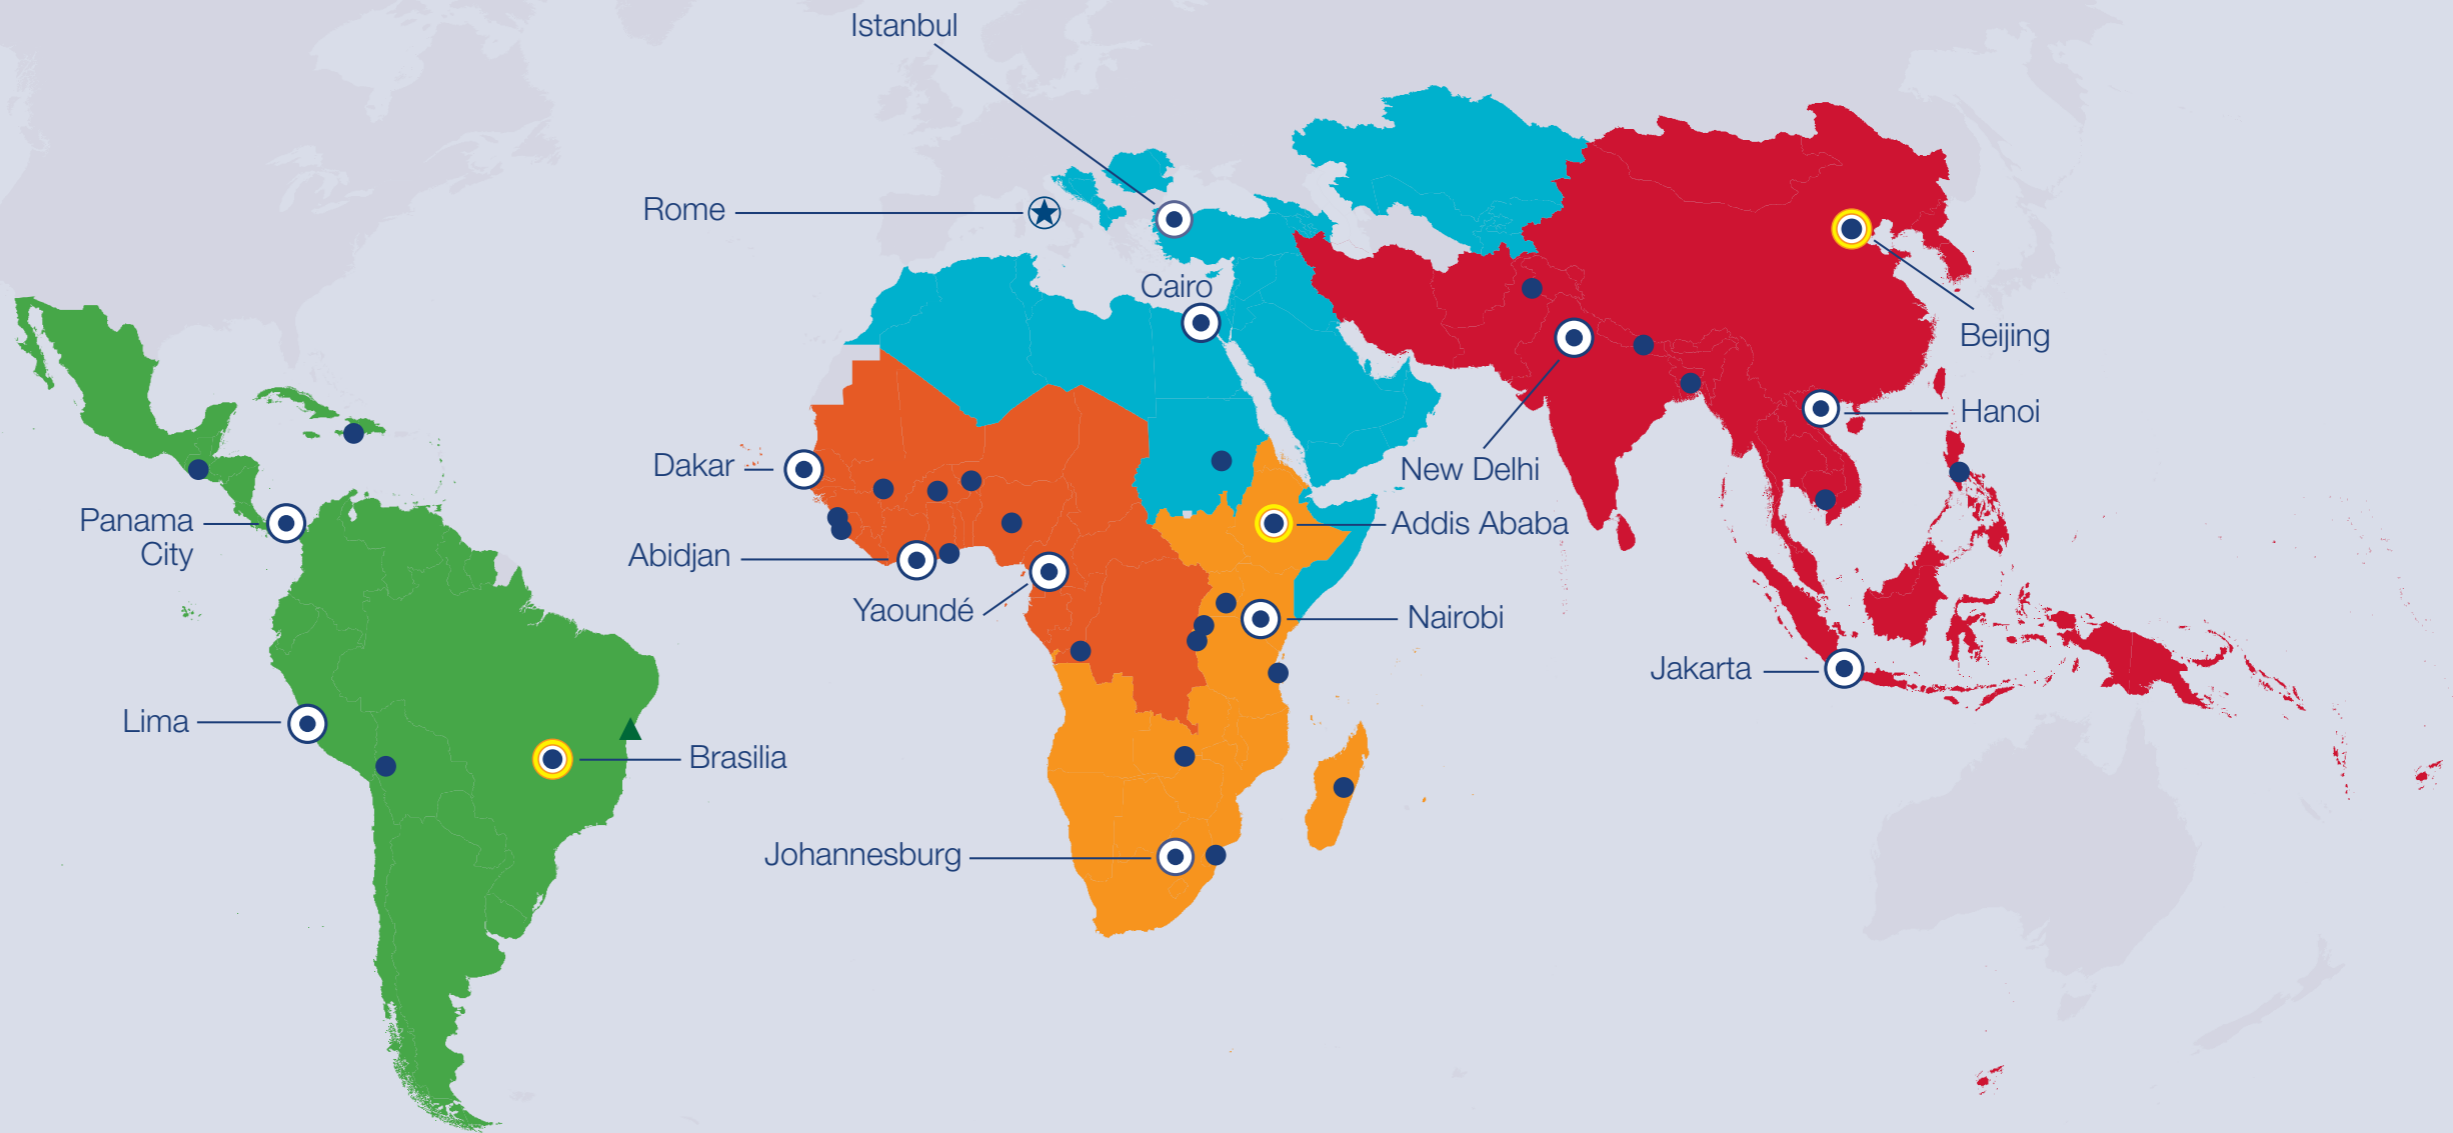 Istanbul
Rome
Cairo
Beijing
Hanoi
Dakar
New Delhi
Panama
City
Addis Ababa
Abidjan
Yaoundé
Nairobi
Jakarta
Lima
Brasilia
Johannesburg